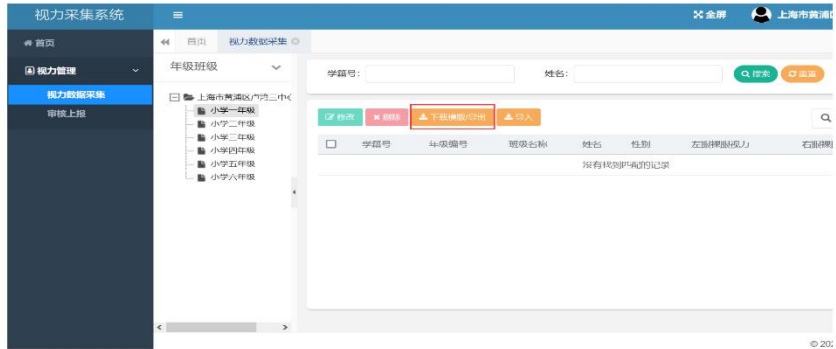 视力采集系统
全屏
上海市黄浦
首页
首页
视力数据采集
视力管理
视力数据采集
审核上报
年级班级
学籍号:
姓名:
搜索
重置
小学一年级
小学二年级
小学三年级
小学四年级
小学五年级
小学六年级
修改
删除
下载模版/导出
导入
学籍号
年级编号
班级名称
姓名
性别
左眼裸眼视力
右眼裸眼
没有找到匹配的记录
© 202